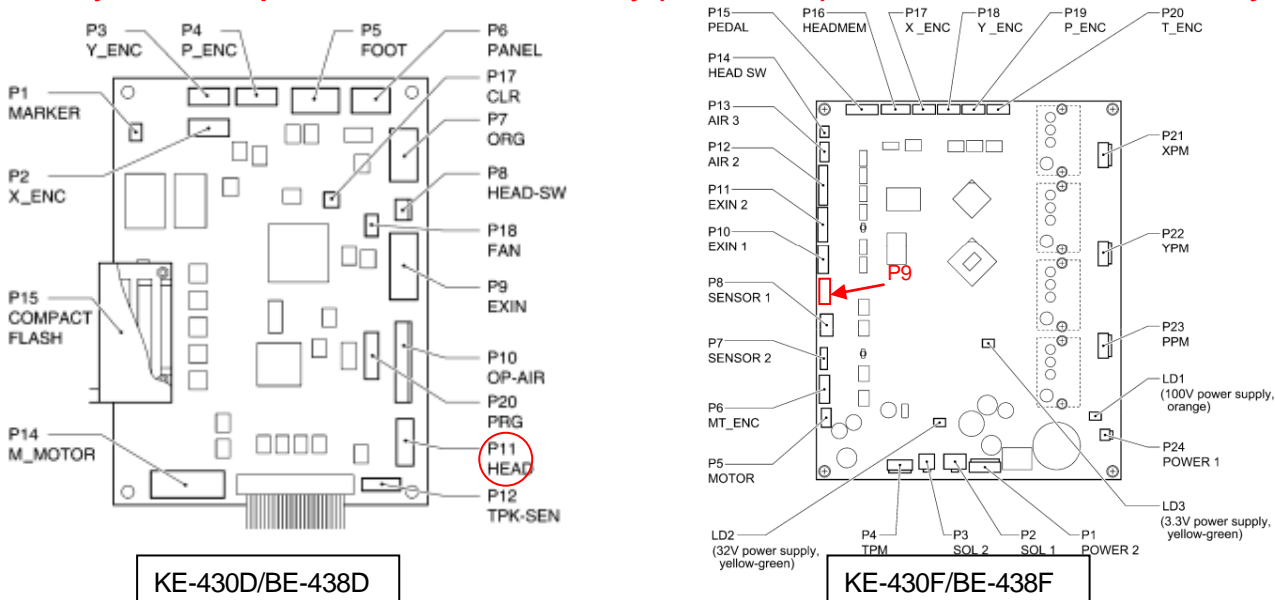 P3
Y_ENC
P4
P_ENC
P5
FOOT
P6
PANEL
P17
CLR
P7
ORG
P1
MARKER
P2
X_ENC
P8
HEAD-SW
P18
FAN
P9
EXIN
P15
COMPACT
FLASH
P10
OP-AIR
P20
PRG
P14
M_MOTOR
P11
HEAD
P12
TPK-SEN
KE-430D/BE-438D
P15
PEDAL
P16
HEADMEM
P17
X_ENC
P18
Y_ENC
P19
P_ENC
P20
T_ENC
P14
HEAD SW
P13
AIR 3
P12
AIR 2
P11
EXIN 2
P10
EXIN 1
P9
P8
SENSOR 1
P7
SENSOR 2
P6
MT_ENC
P5
MOTOR
P21
XPM
P22
YPM
P23
PPM
LD1
(100V power supply,
orange)
P24
POWER 1
LD3
(3.3V power supply,
yellow-green)
LD2
(32V power supply,
yellow-green)
P4
TPM
P3
SOL 2
P2
SOL 1
P1
POWER 2
KE-430F/BE-438F